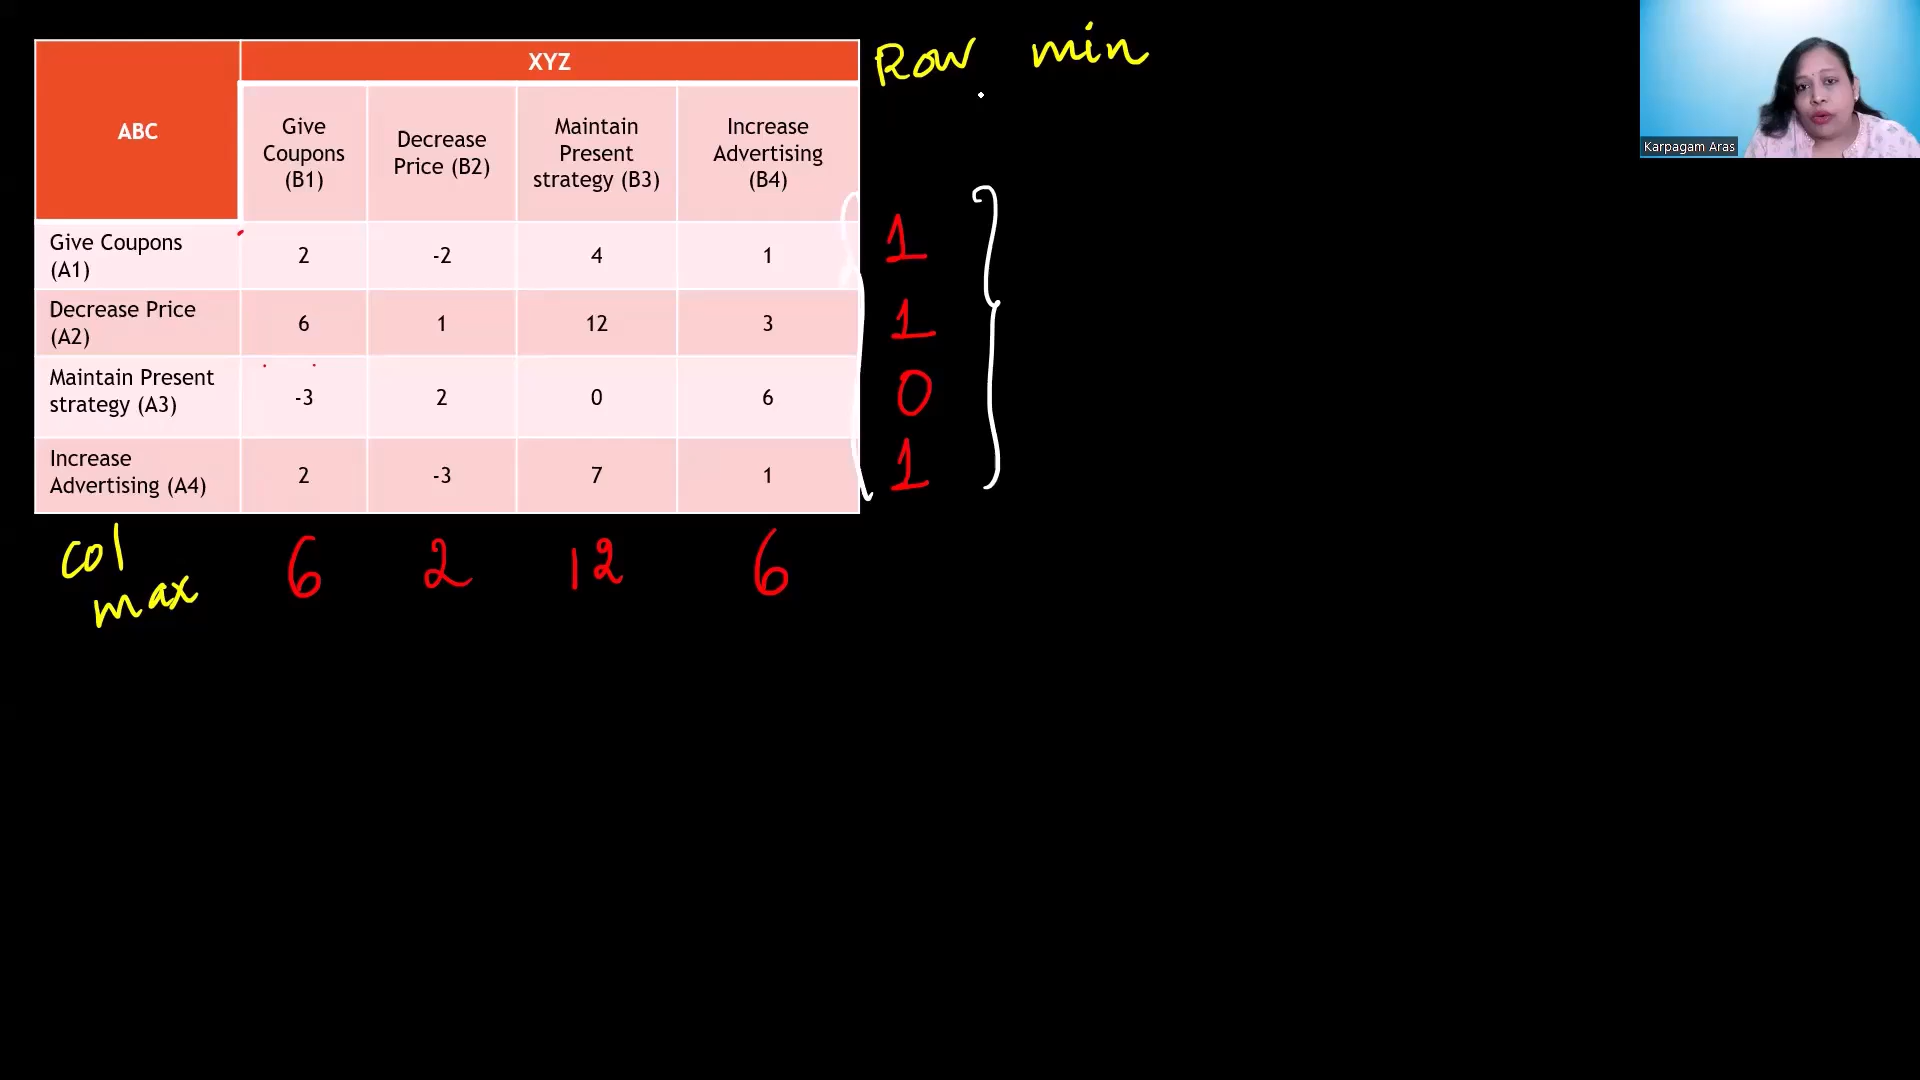 XYZ
Row min
ABC
Give Coupons (B1)
Decrease Price (B2)
Maintain Present strategy (B3)
Increase Advertising (B4)
Karpagam Aras
Give Coupons (A1) 2 -2 4 1 1
Decrease Price (A2) 6 1 12 3 1
Maintain Present strategy (A3) -3 2 0 6 0
Increase Advertising (A4) 2 -3 7 1 1
Col max 6 2 12 6